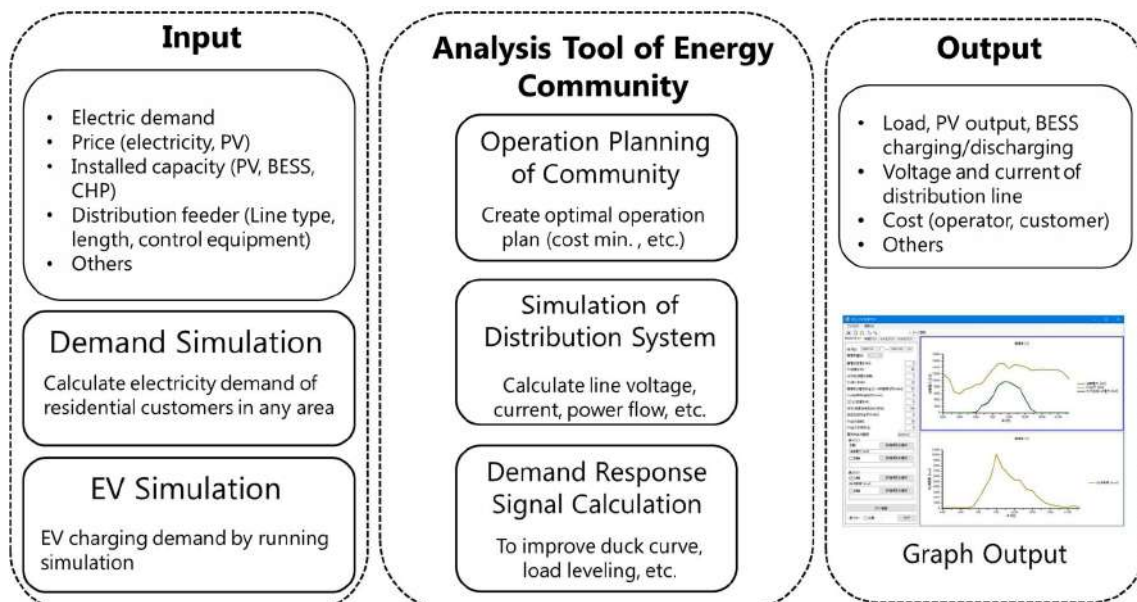 Input
• Electric demand
• Price (electricity, PV)
• Installed capacity (PV, BESS,
CHP)
• Distribution feeder (Line type,
length, control equipment)
• Others
Demand Simulation
Calculate electricity demand of
residential customers in any area
EV Simulation
EV charging demand by running
simulation
Analysis Tool of Energy
Community
Operation Planning
of Community
Create optimal operation
plan (cost min. , etc.)
Simulation of
Distribution System
Calculate line voltage,
current, power flow, etc.
Demand Response
Signal Calculation
To improve duck curve,
load leveling, etc.
Output
• Load, PV output, BESS
charging/discharging
• Voltage and current of
distribution line
• Cost (operator, customer)
• Others
Graph Output